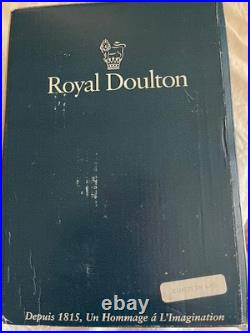 Royal Doulton
Depuis 1815, Un Hommage á L'Imagination